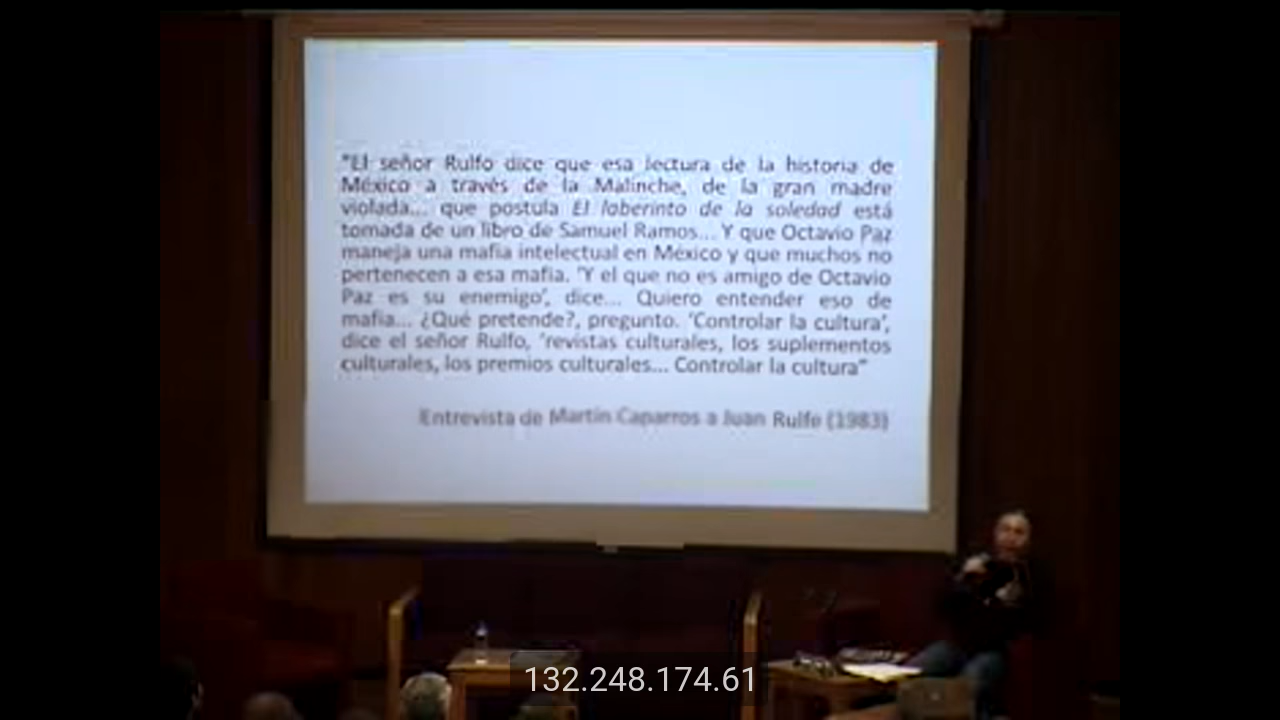 "El señor Rulfo dice que esa lectura de la historia de
México a través de la Malinche, de la gran madre
violada... que postula El laberinto de la soledad está
tomada de un libro de Samuel Ramos... Y que Octavio Paz
maneja una mafia intelectual en México y que muchos no
pertenecen a esa mafia. 'Y el que no es amigo de Octavio
Paz es su enemigo', dice... Quiero entender eso de
mafia... ¿Qué pretende?, pregunto. 'Controlar la cultura',
dice el señor Rulfo, 'revistas culturales, los suplementos
culturales, los premios culturales... Controlar la cultura"
Entrevista de Martín Caparros a Juan Rulfo (1983)
132.248.174.61